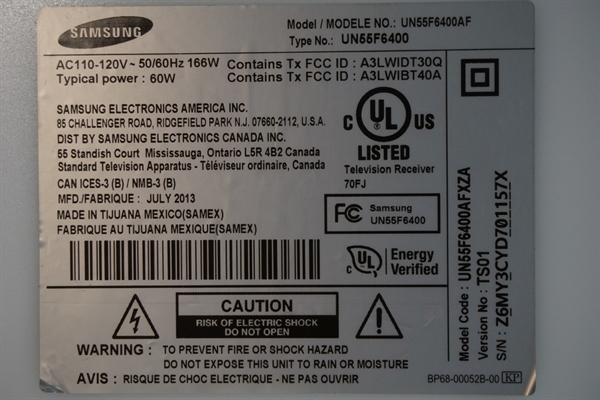 SAMSUNG
Model / MODELE NO.: UN55F6400AF
Type No.: UN55F6400
AC110-120V ~ 50/60Hz 166W
Typical power : 60W
Contains Tx FCC ID : A3LWIDT30Q
Contains Tx FCC ID : A3LWIBT40A
SAMSUNG ELECTRONICS AMERICA INC.
85 CHALLENGER ROAD, RIDGEFIELD PARK N.J. 07660-2112, U.S.A.
DIST BY SAMSUNG ELECTRONICS CANADA INC.
55 Standish Court Mississauga, Ontario L5R 4B2 Canada
Standard Television Apparatus - Téléviseur ordinaire, Canada
CAN ICES-3 (B) / NMB-3 (B)
MFD./FABRIQUE : JULY 2013
MADE IN TIJUANA MEXICO(SAMEX)
FABRIQUE AU TIJUANA MEXIQUE(SAMEX)
C UL US
LISTED
Television Receiver
70FJ
FC Samsung
UN55F6400
C UL Energy
Verified
CAUTION
RISK OF ELECTRIC SHOCK
DO NOT OPEN
WARNING : TO PREVENT FIRE OR SHOCK HAZARD
DO NOT EXPOSE THIS UNIT TO RAIN OR MOISTURE
AVIS : RISQUE DE CHOC ELECTRIQUE - NE PAS OUVRIR
BP68-00052B-00 KP
Model Code : UN55F6400AFXZA
Version No : TS01
S/N : Z6MY3CYD701157X